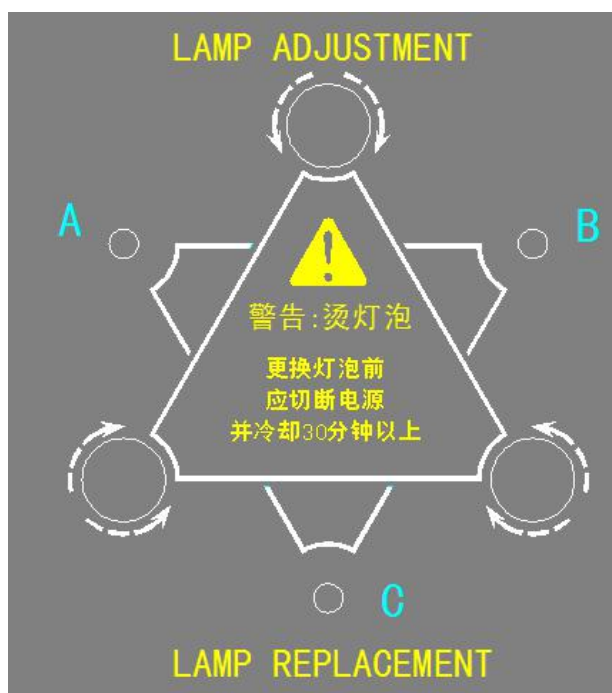 LAMP ADJUSTMENT
A
B
警告:烫灯泡
更换灯泡前
应切断电源
并冷却30分钟以上
C
LAMP REPLACEMENT